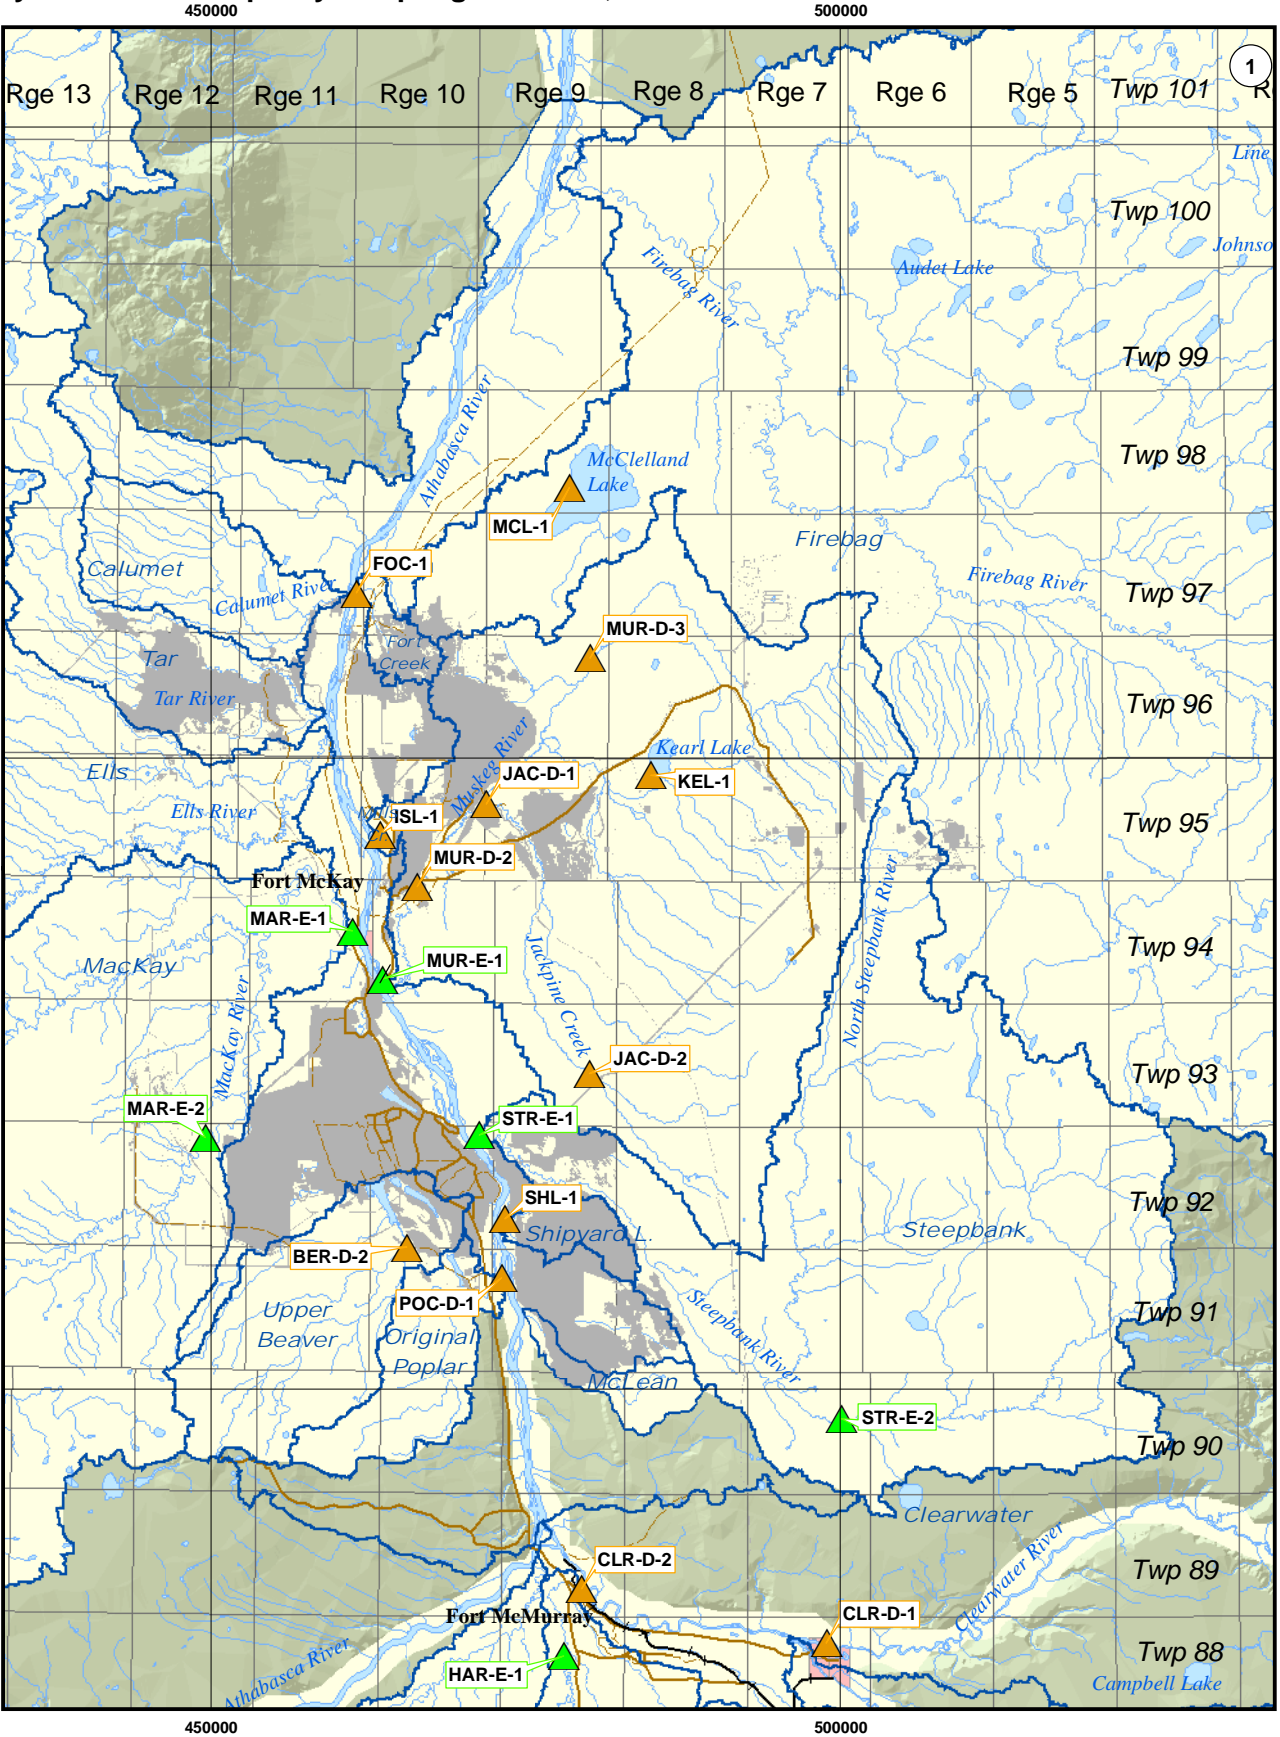 450000
500000
1
Rge 13
Rge 12
Rge 11
Rge 10
Rge 9
Rge 8
Rge 7
Rge 6
Rge 5
Twp 101
R
Line
Twp 100
Johnso
Firebag River
Audet Lake
Twp 99
Athabasca River
McClelland
Lake
Twp 98
MCL-1
Firebag
FOC-1
Calumet
Calumet River
Firebag River
Twp 97
MUR-D-3
Fort
Creek
Tar
Tar River
Twp 96
Muskeg River
Kearl Lake
Ells
JAC-D-1
KEL-1
Ells River
Mills
Cr.
ISL-1
Twp 95
MUR-D-2
Fort McKay
MAR-E-1
North Steepbank River
Jackpine Creek
Twp 94
MacKay
MUR-E-1
MacKay River
JAC-D-2
Twp 93
MAR-E-2
STR-E-1
SHL-1
Twp 92
Shipyard L.
Steepbank
BER-D-2
POC-D-1
Upper
Beaver
Original
Poplar
Steepbank River
Twp 91
McLean
STR-E-2
Twp 90
Clearwater
CLR-D-2
Clearwater River
Twp 89
Fort McMurray
CLR-D-1
HAR-E-1
Athabasca River
Twp 88
Campbell Lake
450000
500000